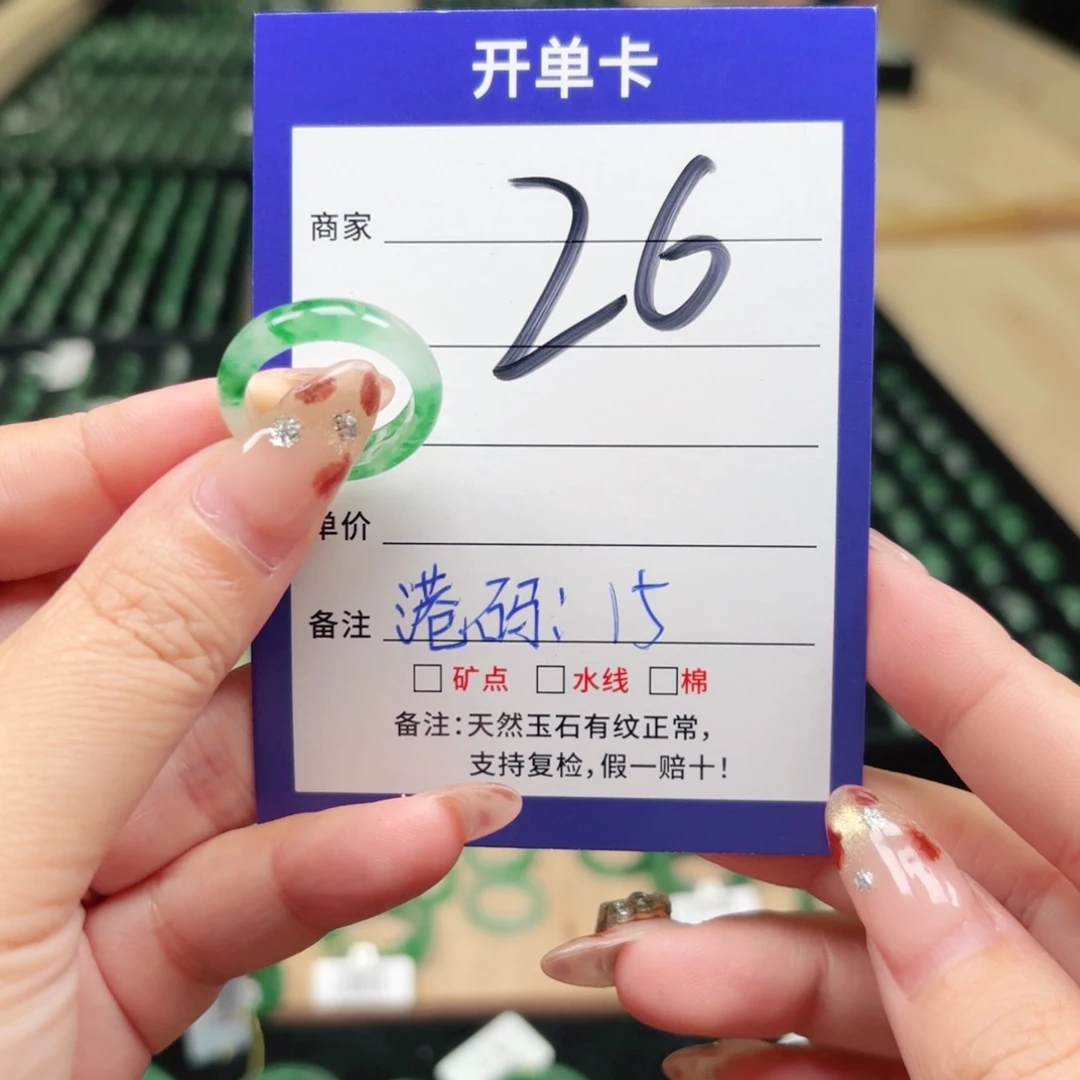 开单卡
26
商家
单价
备注 港码：15
□矿点 □水线 □棉
备注：天然玉石有纹正常，
支持复检，假一赔十！